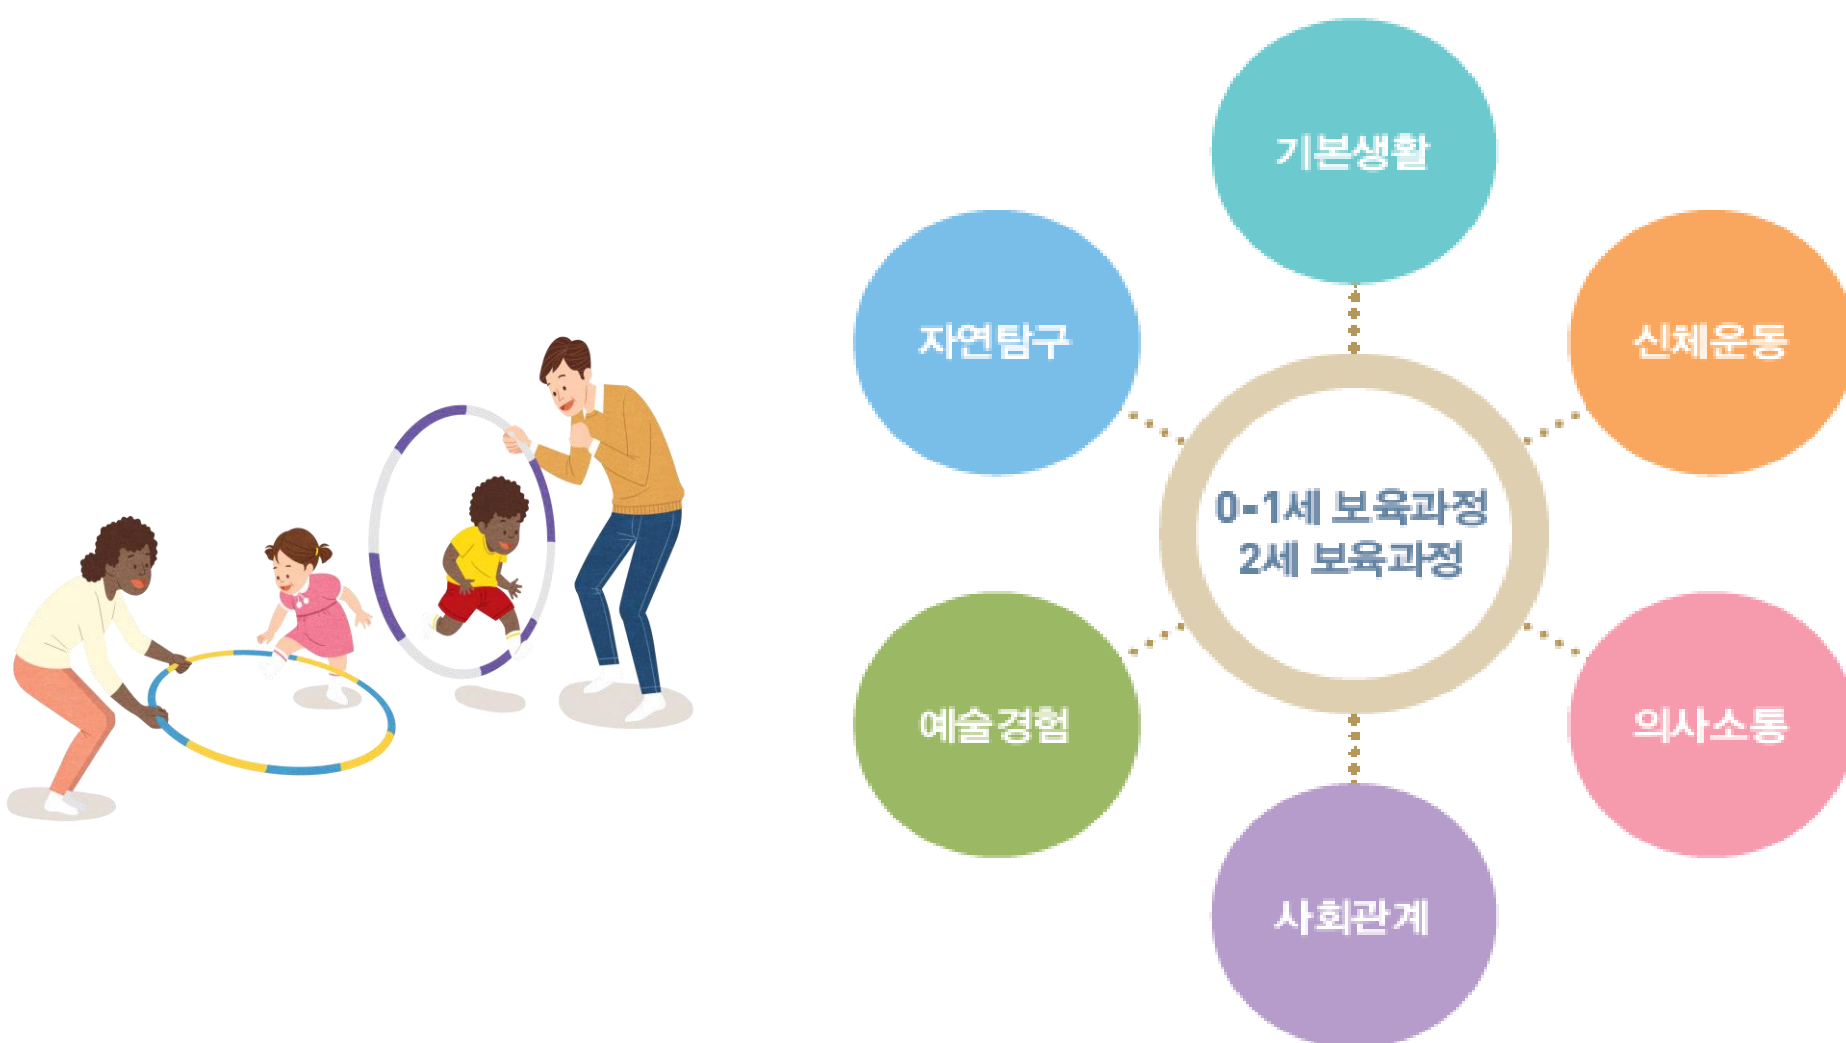 기본생활
자연탐구
신체운동
0-1세 보육과정
2세 보육과정
예술경험
의사소통
사회관계